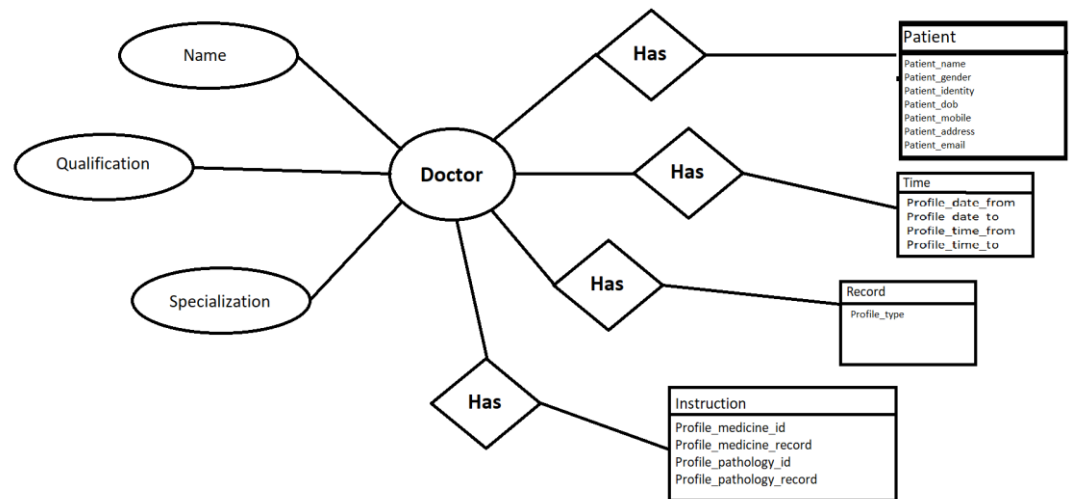 Name
Qualification
Specialization
Doctor
Has
Has
Has
Has
Patient
Patient_name
Patient_gender
Patient_identity
Patient_dob
Patient_mobile
Patient_address
Patient_email
Time
Profile_date_from
Profile_date_to
Profile_time_from
Profile_time_to
Record
Profile_type
Instruction
Profile_medicine_id
Profile_medicine_record
Profile_pathology_id
Profile_pathology_record